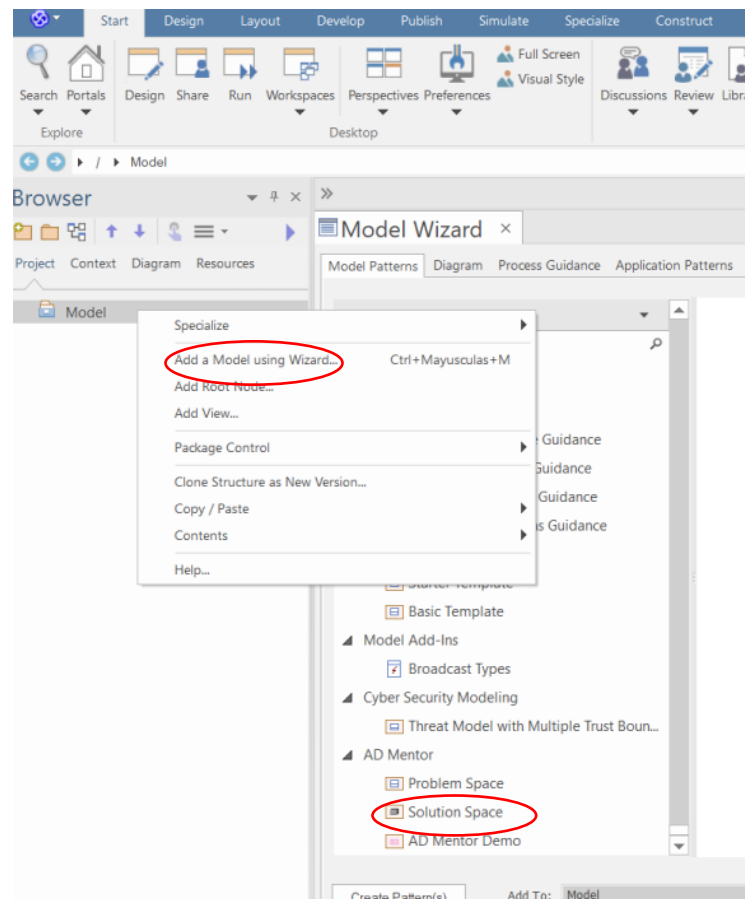 Start Design Layout Develop Publish Simulate Specialize Construct
Full Screen
Visual Style
Search Portals Design Share Run Workspaces Perspectives Preferences Discussions Review
Explore Desktop
/ Model
Browser
Model Wizard
Project Context Diagram Resources
Model Patterns Diagram Process Guidance Application Patterns
Model
Specialize
Add a Model using Wizard... Ctrl+Mayusculas+M
Add Root Node...
Add View...
Package Control
Guidance
Guidance
Clone Structure as New Version...
Guidance
Copy / Paste
Contents
Guidance
Help...
Starter Template
Basic Template
Model Add-Ins
Broadcast Types
Cyber Security Modeling
Threat Model with Multiple Trust Boun...
AD Mentor
Problem Space
Solution Space
AD Mentor Demo
Create Pattern(s) Add To: Model